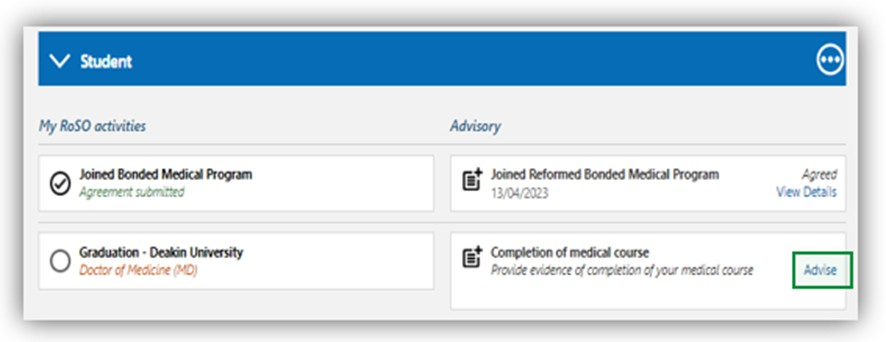 Student
My RoSO activities
Advisory
Joined Bonded Medical Program
Agreement submitted
Joined Reformed Bonded Medical Program
Agreed
13/04/2023
View Details
Graduation - Deakin University
Doctor of Medicine (MD)
Completion of medical course
Provide evidence of completion of your medical course
Advise